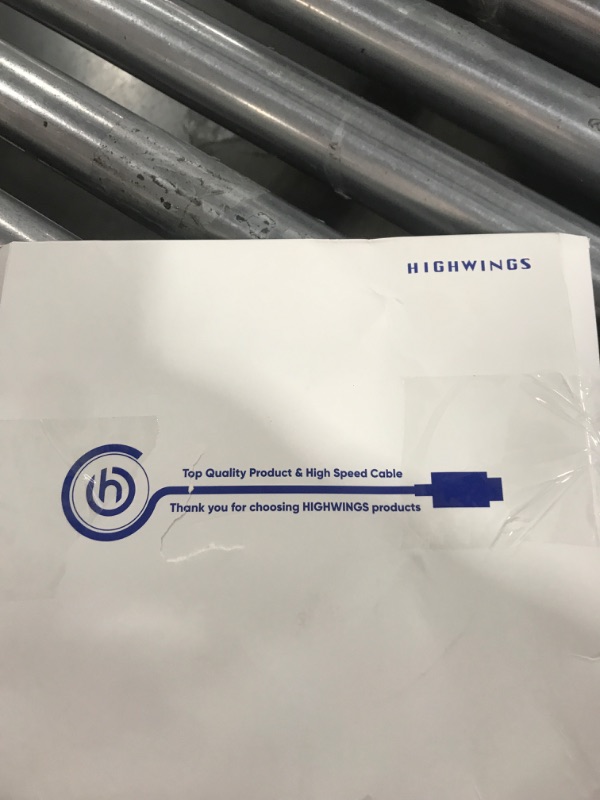 HIGHWINGS
h
Top Quality Product & High Speed Cable
Thank you for choosing HIGHWINGS products